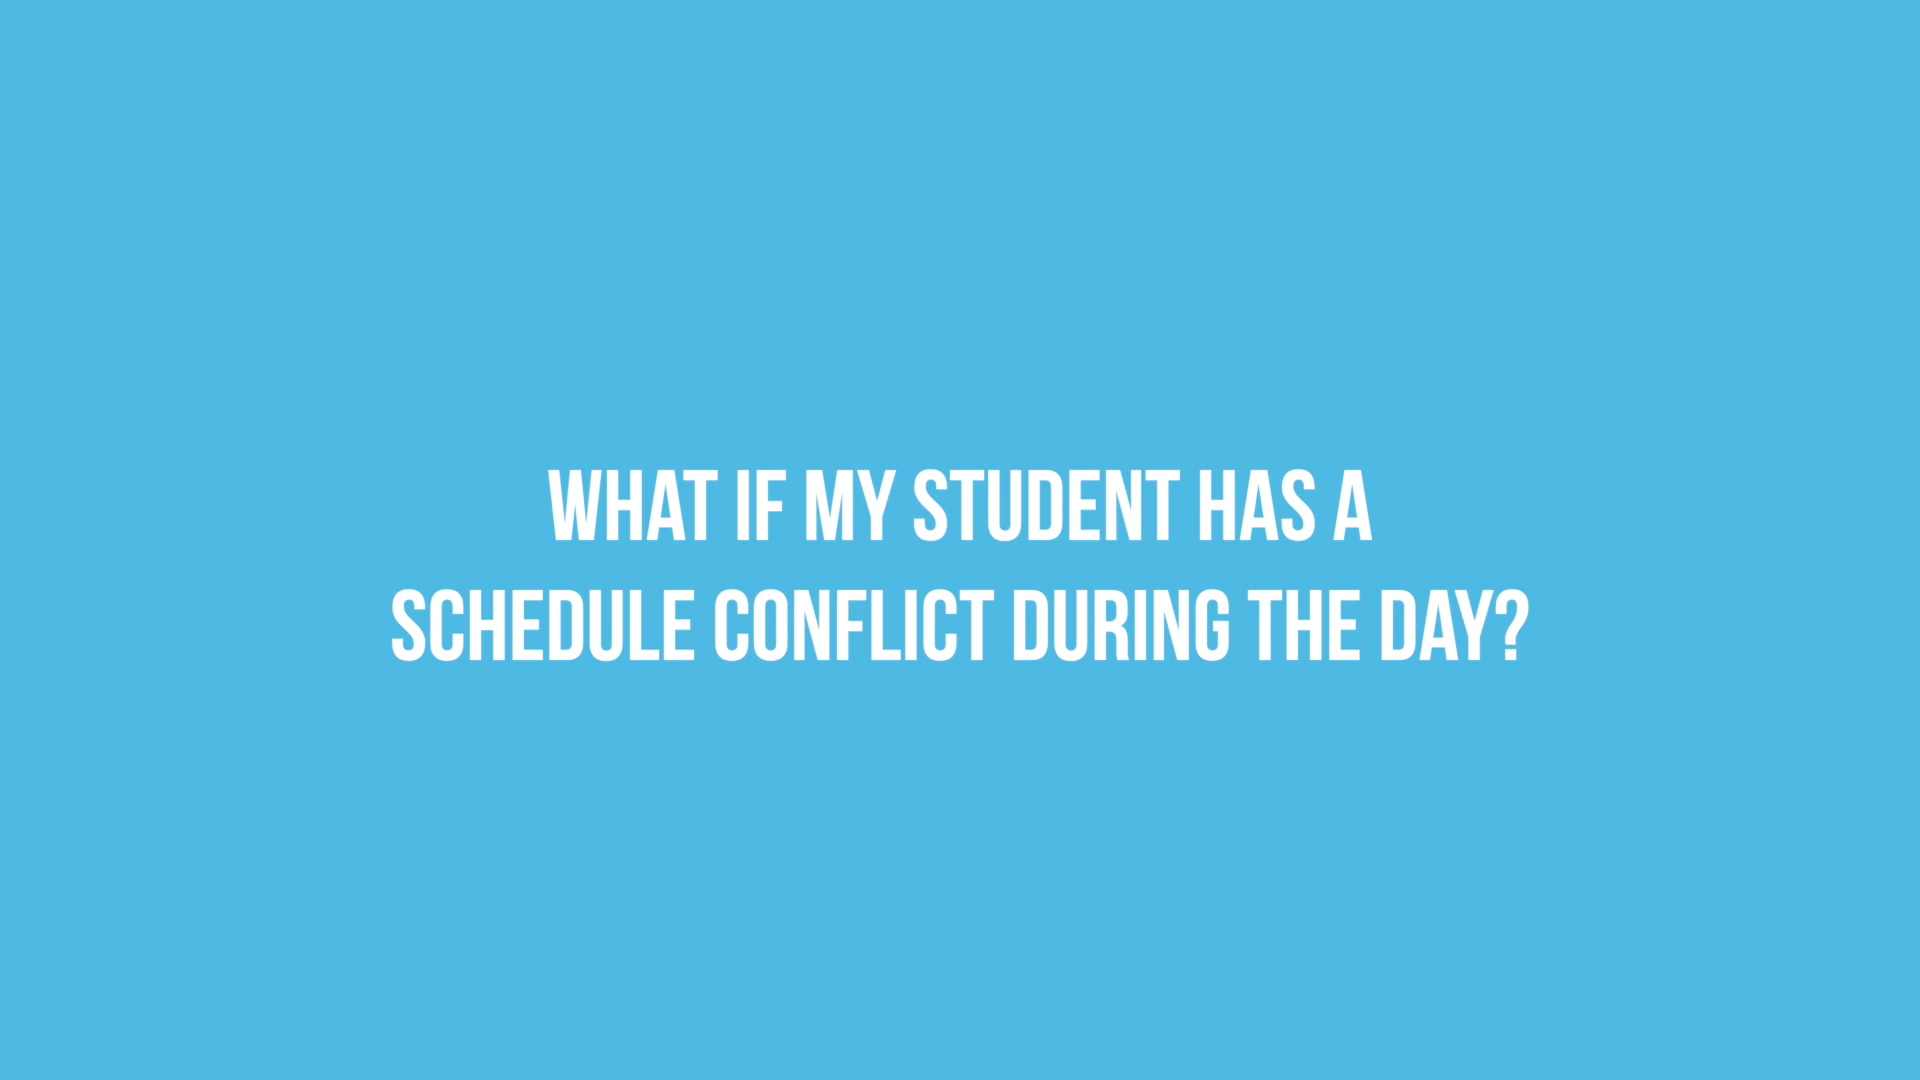 WHAT IF MY STUDENT HAS A
SCHEDULE CONFLICT DURING THE DAY?